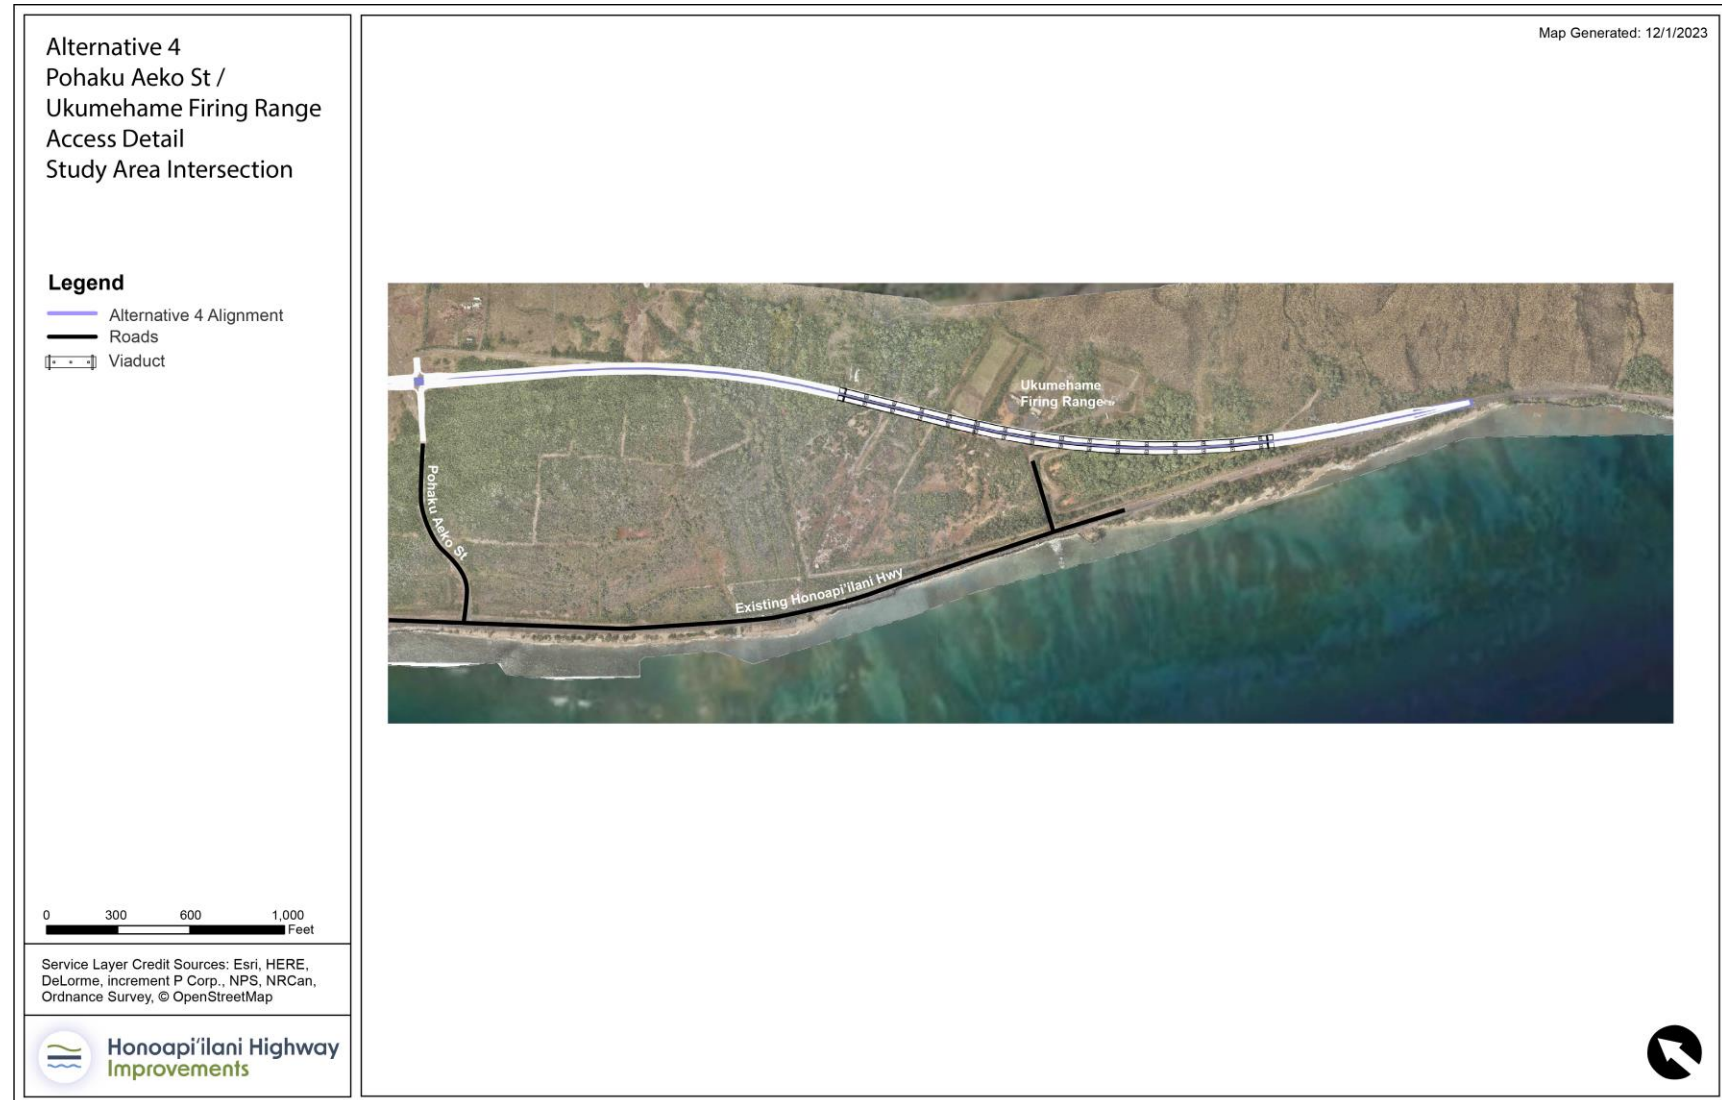 Alternative 4
Pohaku Aeko St /
Ukumehame Firing Range
Access Detail
Study Area Intersection
Legend
Alternative 4 Alignment
Roads
Viaduct
0 300 600 1,000
Feet
Service Layer Credit Sources: Esri, HERE,
DeLorme, increment P Corp., NPS, NRCan,
Ordnance Survey, © OpenStreetMap
Honoapi'ilani Highway
Improvements
Map Generated: 12/1/2023
Ukumehame
Firing Range
Pohaku Aeko St
Existing Honoapi'ilani Hwy